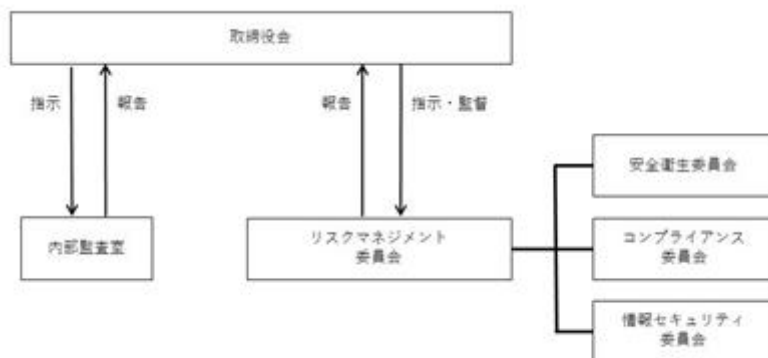 取締役会
指示
報告
報告
指示・監督
安全衛生委員会
内部監査室
リスクマネジメント
委員会
コンプライアンス
委員会
情報セキュリティ
委員会